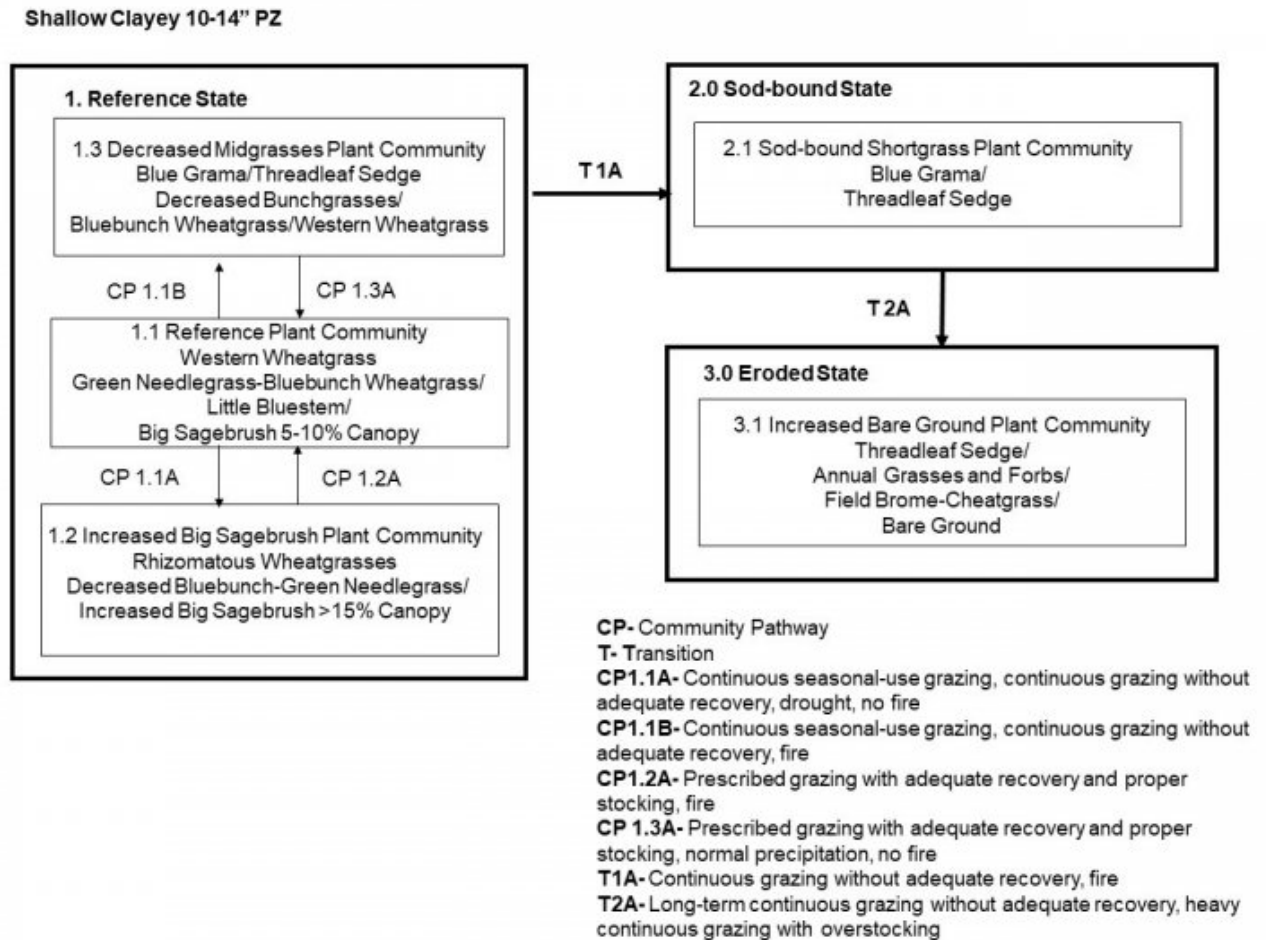 Shallow Clayey 10-14” PZ
1. Reference State
1.3 Decreased Midgrasses Plant Community
Blue Grama/Threadleaf Sedge
Decreased Bunchgrasses/
Bluebunch Wheatgrass/Western Wheatgrass
CP 1.1B
CP 1.3A
1.1 Reference Plant Community
Western Wheatgrass
Green Needlegrass-Bluebunch Wheatgrass/
Little Bluestem/
Big Sagebrush 5-10% Canopy
CP 1.1A
CP 1.2A
1.2 Increased Big Sagebrush Plant Community
Rhizomatous Wheatgrasses
Decreased Bluebunch-Green Needlegrass/
Increased Big Sagebrush >15% Canopy
T1A
2.0 Sod-bound State
2.1 Sod-bound Shortgrass Plant Community
Blue Grama/
Threadleaf Sedge
T2A
3.0 Eroded State
3.1 Increased Bare Ground Plant Community
Threadleaf Sedge/
Annual Grasses and Forbs/
Field Brome-Cheatgrass/
Bare Ground
CP- Community Pathway
T- Transition
CP1.1A- Continuous seasonal-use grazing, continuous grazing without
adequate recovery, drought, no fire
CP1.1B- Continuous seasonal-use grazing, continuous grazing without
adequate recovery, fire
CP1.2A- Prescribed grazing with adequate recovery and proper
stocking, fire
CP 1.3A- Prescribed grazing with adequate recovery and proper
stocking, normal precipitation, no fire
T1A- Continuous grazing without adequate recovery, fire
T2A- Long-term continuous grazing without adequate recovery, heavy
continuous grazing with overstocking